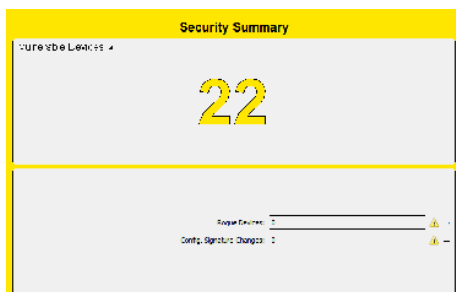 Security Summary
Vulnerable Devices
22
Rogue Devices: 0
Config. Signature Changes: 0